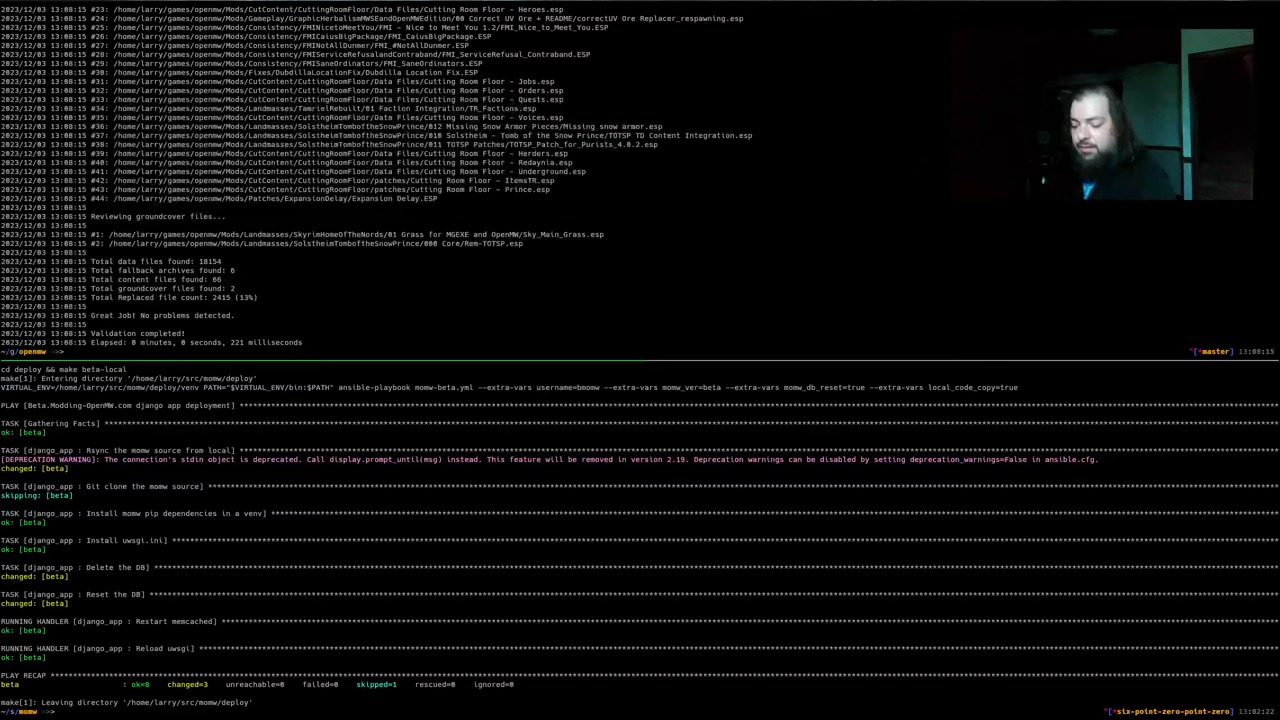 2023/12/03 13:08:15 #23: /home/larry/games/openmw/Mods/CutContent/CuttingRoomFloor/Data Files/Cutting Room Floor - Heroes.esp
2023/12/03 13:08:15 #24: /home/larry/games/openmw/Mods/Gameplay/GraphicHerbalismMWSEandOpenMWEdition/00 Correct UV Ore + README/correctUV Ore Replacer_respawning.esp
2023/12/03 13:08:15 #25: /home/larry/games/openmw/Mods/Consistency/FMINicetoMeetYou/FMI - Nice to Meet You 1.2/FMI_Nice_to_Meet_You.ESP
2023/12/03 13:08:15 #26: /home/larry/games/openmw/Mods/Consistency/FMICaiusBigPackage/FMI_CaiusBigPackage.ESP
2023/12/03 13:08:15 #27: /home/larry/games/openmw/Mods/Consistency/FMINotAllDunmer/FMI_#NotAllDunmer.ESP
2023/12/03 13:08:15 #28: /home/larry/games/openmw/Mods/Consistency/FMIServiceRefusalandContraband/FMI_ServiceRefusal_Contraband.ESP
2023/12/03 13:08:15 #29: /home/larry/games/openmw/Mods/Consistency/FMISaneOrdinators/FMI_SaneOrdinators.ESP
2023/12/03 13:08:15 #30: /home/larry/games/openmw/Mods/Fixes/DubdillaLocationFix/Dubdilla Location Fix.ESP
2023/12/03 13:08:15 #31: /home/larry/games/openmw/Mods/CutContent/CuttingRoomFloor/Data Files/Cutting Room Floor - Jobs.esp
2023/12/03 13:08:15 #32: /home/larry/games/openmw/Mods/CutContent/CuttingRoomFloor/Data Files/Cutting Room Floor - Orders.esp
2023/12/03 13:08:15 #33: /home/larry/games/openmw/Mods/CutContent/CuttingRoomFloor/Data Files/Cutting Room Floor - Quests.esp
2023/12/03 13:08:15 #34: /home/larry/games/openmw/Mods/Landmasses/TamrielRebuilt/01 Faction Integration/TR_Factions.esp
2023/12/03 13:08:15 #35: /home/larry/games/openmw/Mods/CutContent/CuttingRoomFloor/Data Files/Cutting Room Floor - Voices.esp
2023/12/03 13:08:15 #36: /home/larry/games/openmw/Mods/Landmasses/SolstheimTomboftheSnowPrince/012 Missing Snow Armor Pieces/Missing snow armor.esp
2023/12/03 13:08:15 #37: /home/larry/games/openmw/Mods/Landmasses/SolstheimTomboftheSnowPrince/010 Solstheim - Tomb of the Snow Prince/TOTSP TD Content Integration.esp
2023/12/03 13:08:15 #38: /home/larry/games/openmw/Mods/Landmasses/SolstheimTomboftheSnowPrince/011 TOTSP Patches/TOTSP_Patch_for_Purists_4.0.2.esp
2023/12/03 13:08:15 #39: /home/larry/games/openmw/Mods/CutContent/CuttingRoomFloor/Data Files/Cutting Room Floor - Herders.esp
2023/12/03 13:08:15 #40: /home/larry/games/openmw/Mods/CutContent/CuttingRoomFloor/Data Files/Cutting Room Floor - Redaynia.esp
2023/12/03 13:08:15 #41: /home/larry/games/openmw/Mods/CutContent/CuttingRoomFloor/Data Files/Cutting Room Floor - Underground.esp
2023/12/03 13:08:15 #42: /home/larry/games/openmw/Mods/CutContent/CuttingRoomFloor/patches/Cutting Room Floor - ItemsTR.esp
2023/12/03 13:08:15 #43: /home/larry/games/openmw/Mods/CutContent/CuttingRoomFloor/patches/Cutting Room Floor - Prince.esp
2023/12/03 13:08:15 #44: /home/larry/games/openmw/Mods/Patches/ExpansionDelay/Expansion Delay.ESP
2023/12/03 13:08:15
2023/12/03 13:08:15 Reviewing groundcover files...
2023/12/03 13:08:15
2023/12/03 13:08:15 #1: /home/larry/games/openmw/Mods/Landmasses/SkyrimHomeOfTheNords/01 Grass for MGEXE and OpenMW/Sky_Main_Grass.esp
2023/12/03 13:08:15 #2: /home/larry/games/openmw/Mods/Landmasses/SolstheimTomboftheSnowPrince/000 Core/Rem-TOTSP.esp
2023/12/03 13:08:15
2023/12/03 13:08:15 Total data files found: 18154
2023/12/03 13:08:15 Total fallback archives found: 6
2023/12/03 13:08:15 Total content files found: 66
2023/12/03 13:08:15 Total groundcover files found: 2
2023/12/03 13:08:15 Total Replaced file count: 2415 (13%)
2023/12/03 13:08:15
2023/12/03 13:08:15 Great Job! No problems detected.
2023/12/03 13:08:15
2023/12/03 13:08:15 Validation completed!
2023/12/03 13:08:15 Elapsed: 0 minutes, 0 seconds, 221 milliseconds
~/g/openmw ->>> "[*master] 13:08:15
cd deploy && make beta-local
make[1]: Entering directory '/home/larry/src/momw/deploy'
VIRTUAL_ENV=/home/larry/src/momw/deploy/venv PATH="$VIRTUAL_ENV/bin:$PATH" ansible-playbook momw-beta.yml --extra-vars username=bmomw --extra-vars momw_ver=beta --extra-vars momw_db_reset=true --extra-vars local_code_copy=true
PLAY [Beta.Modding-OpenMW.com django app deployment] ****
TASK [Gathering Facts] ****
ok: [beta]
TASK [django_app : Rsync the momw source from local] ****
[DEPRECATION WARNING]: The connection's stdin object is deprecated. Call display.prompt_until(msg) instead. This feature will be removed in version 2.19. Deprecation warnings can be disabled by setting deprecation_warnings=False in ansible.cfg.
changed: [beta]
TASK [django_app : Git clone the momw source] ****
skipping: [beta]
TASK [django_app : Install momw pip dependencies in a venv] ****
ok: [beta]
TASK [django_app : Install uwsgi.ini] ****
ok: [beta]
TASK [django_app : Delete the DB] ****
changed: [beta]
TASK [django_app : Reset the DB] ****
changed: [beta]
RUNNING HANDLER [django_app : Restart memcached] ****
ok: [beta]
RUNNING HANDLER [django_app : Reload uwsgi] ****
ok: [beta]
PLAY RECAP ****
beta : ok=8 changed=3 unreachable=0 failed=0 skipped=1 rescued=0 ignored=0
make[1]: Leaving directory '/home/larry/src/momw/deploy'
~/s/momw ->>> "[*six-point-zero-point-zero] 13:02:22